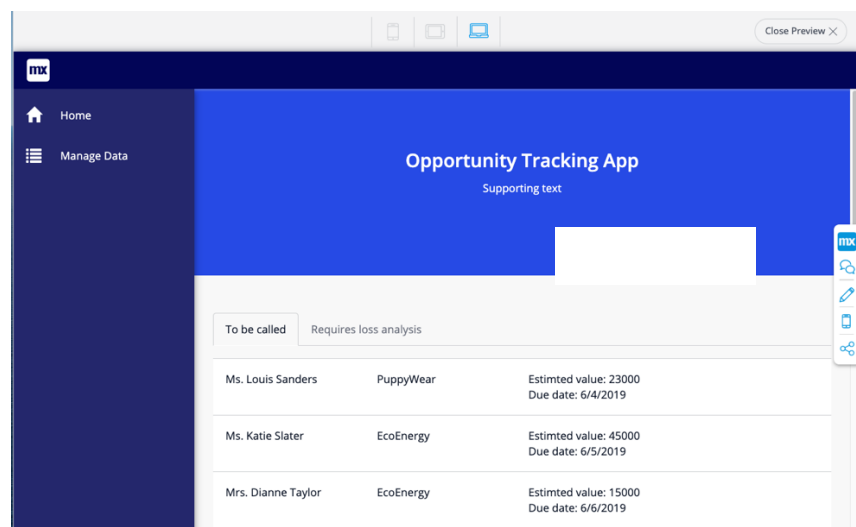 Close Preview
mx
Home
Manage Data
Opportunity Tracking App
Supporting text
mx
To be called
Requires loss analysis
Ms. Louis Sanders
PuppyWear
Estimted value: 23000
Due date: 6/4/2019
Ms. Katie Slater
EcoEnergy
Estimted value: 45000
Due date: 6/5/2019
Mrs. Dianne Taylor
EcoEnergy
Estimted value: 15000
Due date: 6/6/2019